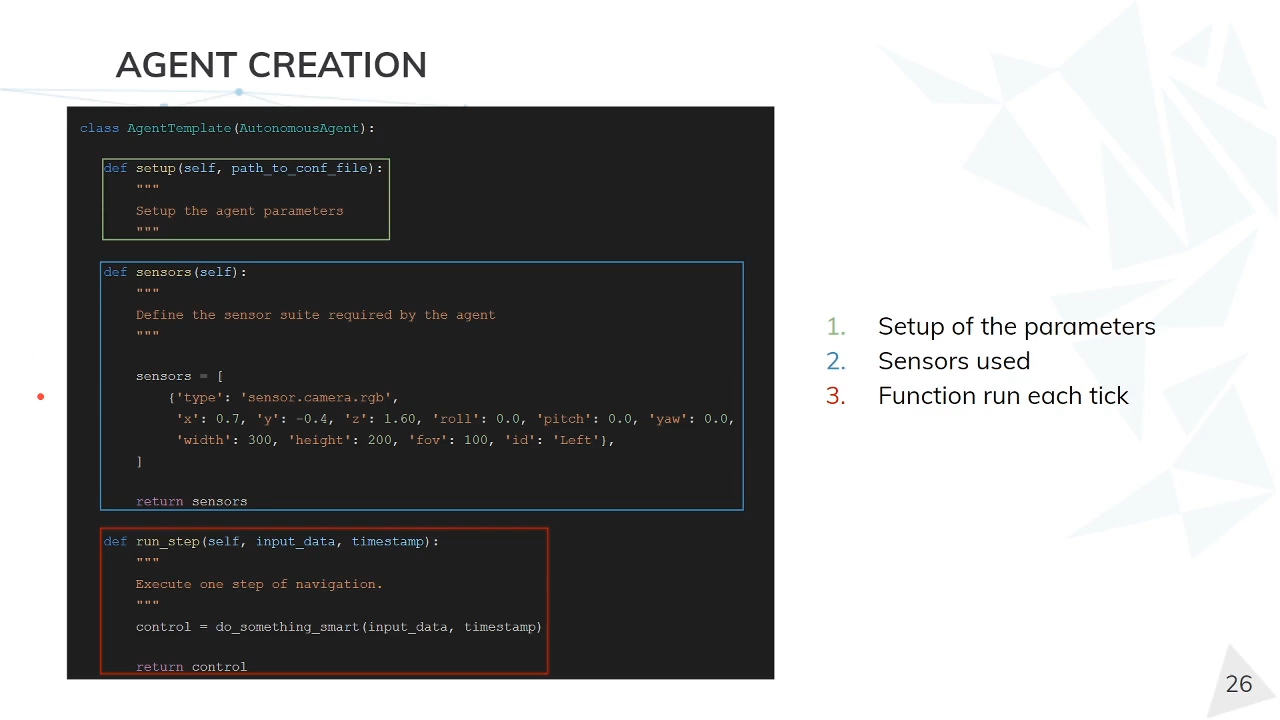 AGENT CREATION
class AgentTemplate(AutonomousAgent):
def setup(self, path_to_conf_file):
"""
Setup the agent parameters
"""
def sensors(self):
"""
Define the sensor suite required by the agent
"""
sensors = [
{'type': 'sensor.camera.rgb',
'x': 0.7, 'y': -0.4, 'z': 1.60, 'roll': 0.0, 'pitch': 0.0, 'yaw': 0.0,
'width': 300, 'height': 200, 'fov': 100, 'id': 'Left'},
]
return sensors
def run_step(self, input_data, timestamp):
"""
Execute one step of navigation.
"""
control = do_something_smart(input_data, timestamp)
return control
1. Setup of the parameters
2. Sensors used
3. Function run each tick
26